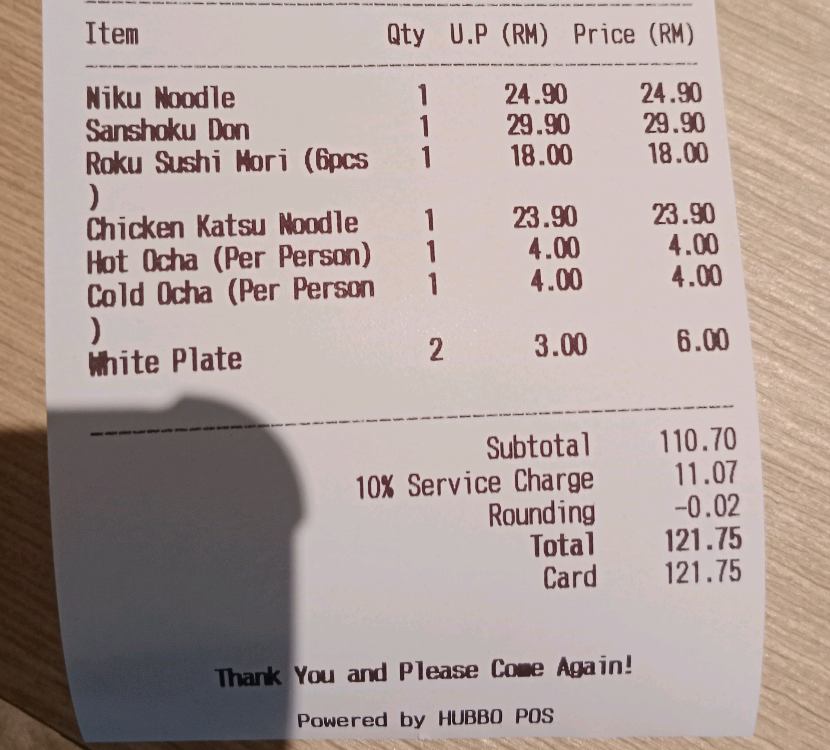 Item Qty U.P (RM) Price (RM)
Niku Noodle 1 24.90 24.90
Sanshoku Don 1 29.90 29.90
Roku Sushi Mori (6pcs 1 18.00 18.00
)
Chicken Katsu Noodle 1 23.90 23.90
Hot Ocha (Per Person) 1 4.00 4.00
Cold Ocha (Per Person 1 4.00 4.00
)
White Plate 2 3.00 6.00
Subtotal 110.70
10% Service Charge 11.07
Rounding -0.02
Total 121.75
Card 121.75
Thank You and Please Come Again!
Powered by HUBBO POS